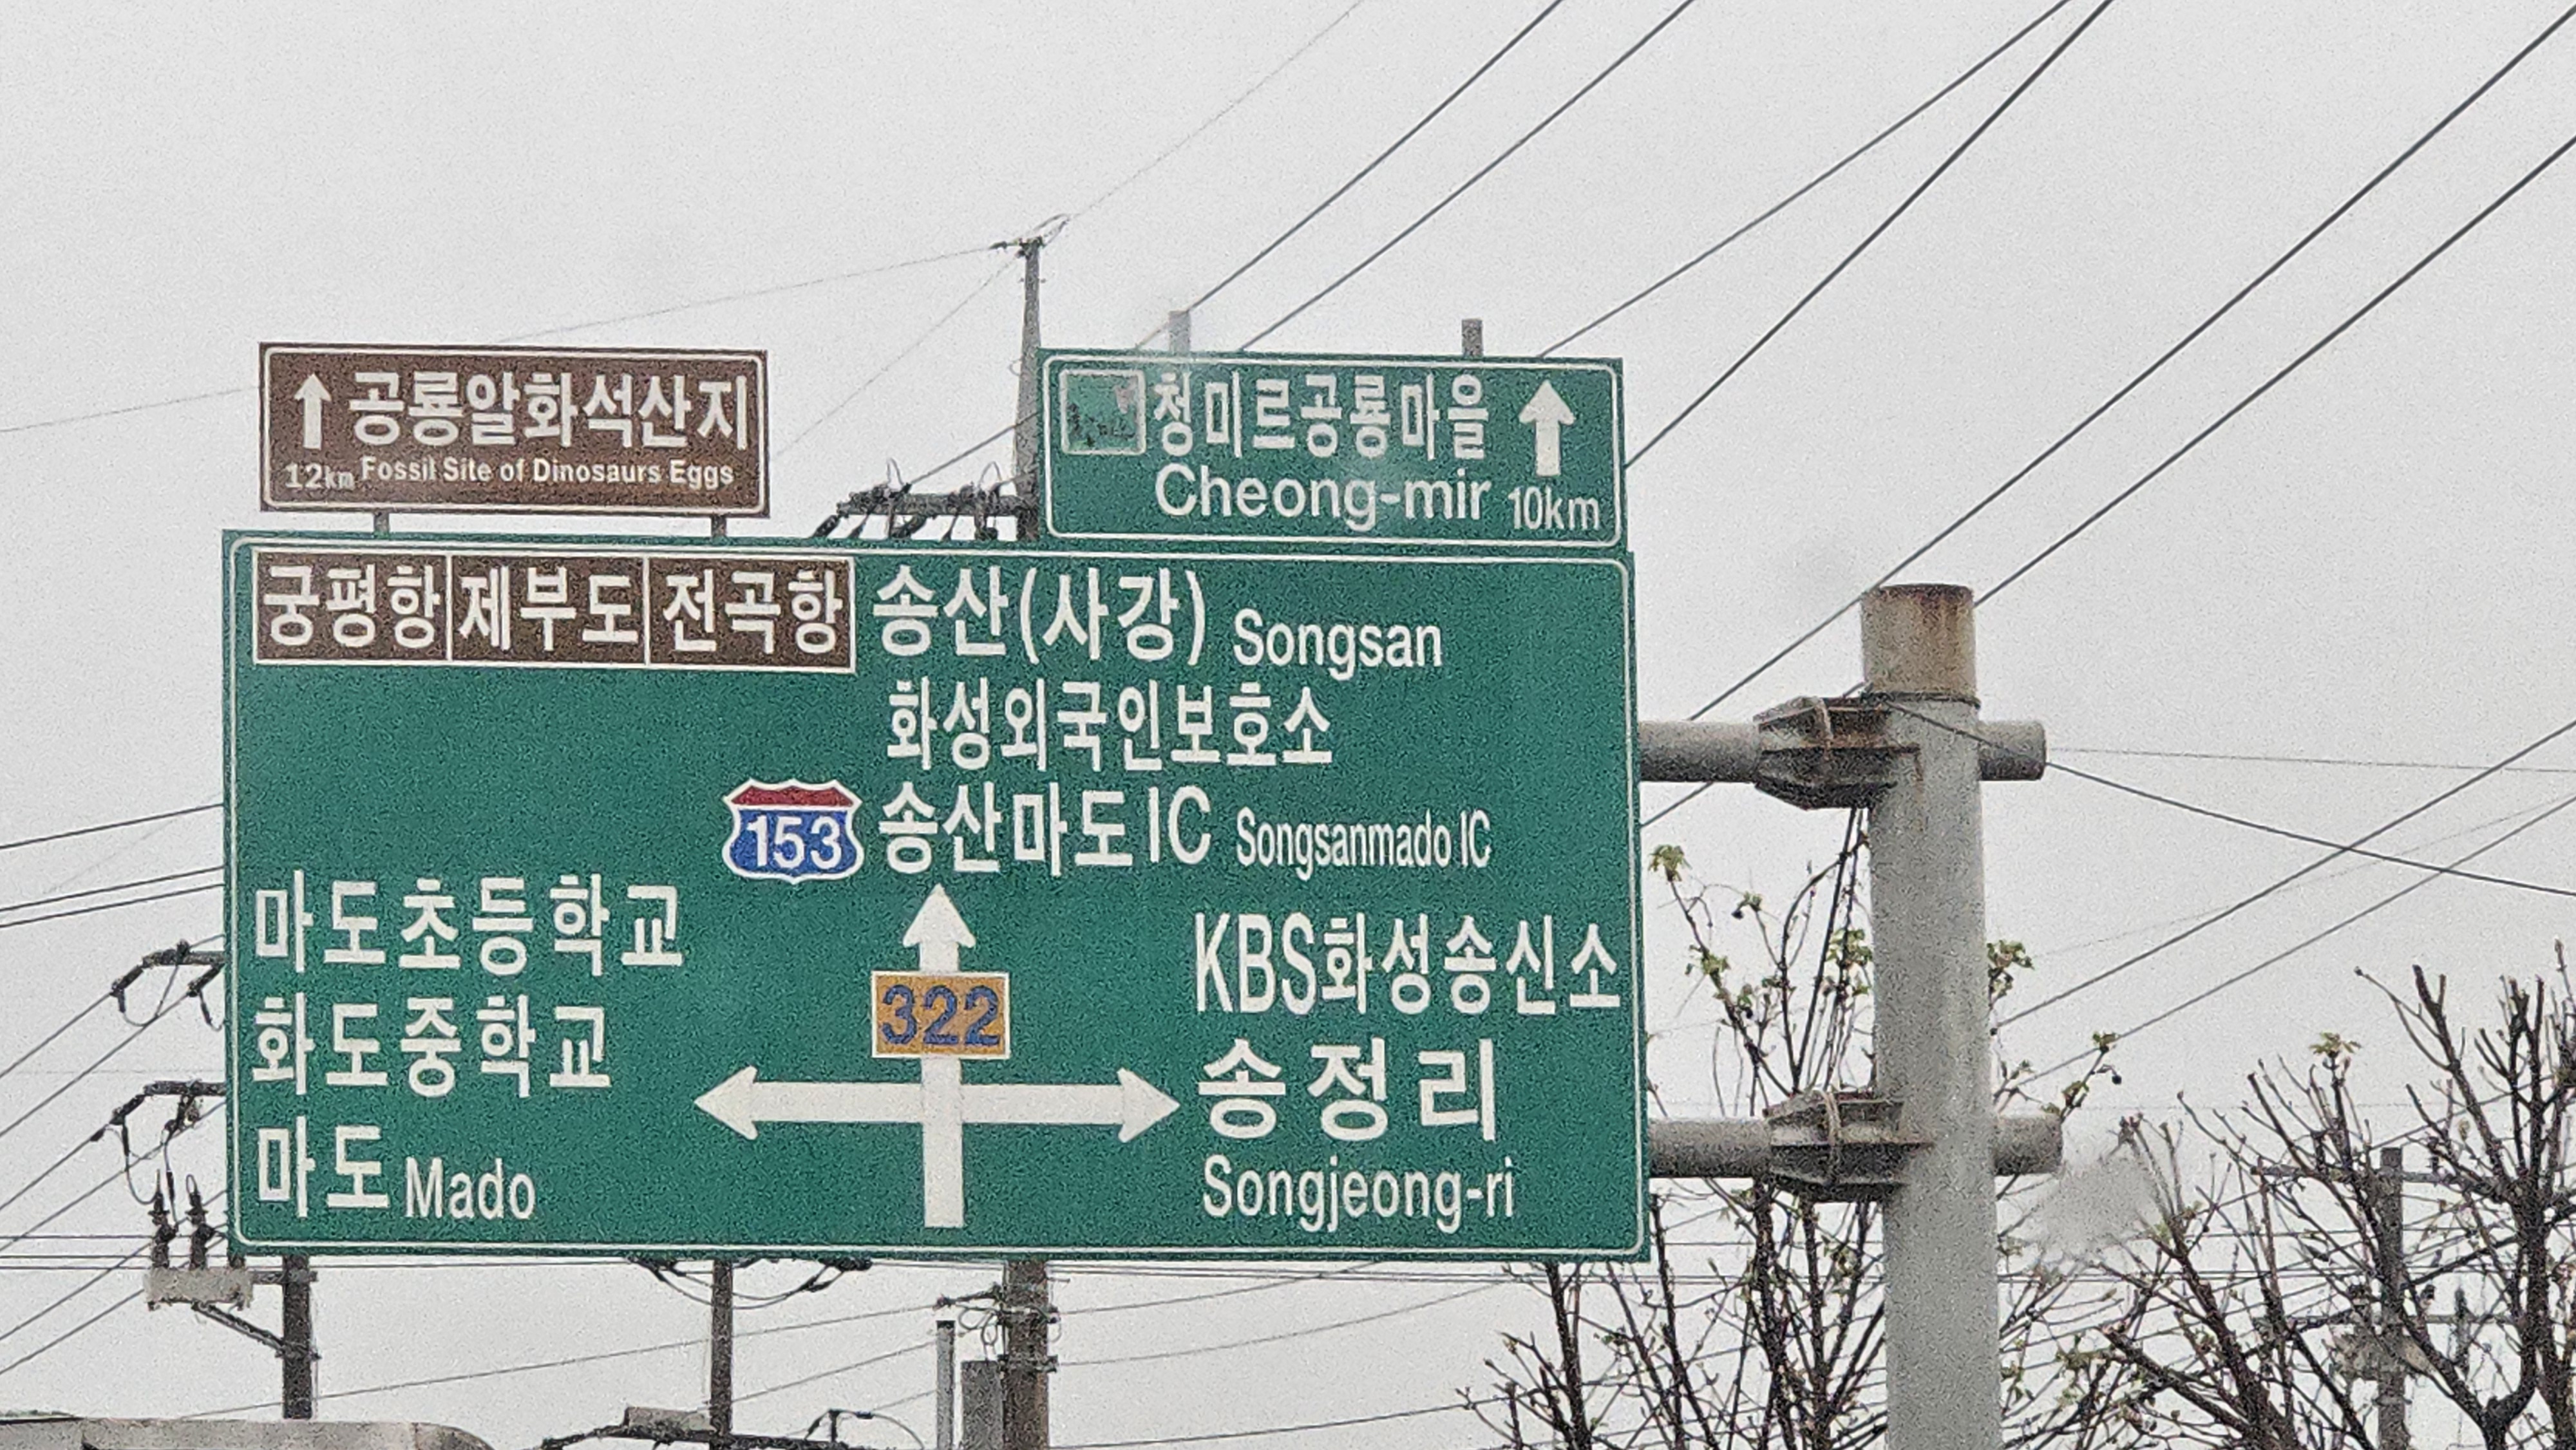 공룡알화석산지
12km Fossil Site of Dinosaurs Eggs
청미르공룡마을
Cheong-mir 10km
궁평항 제부도 전곡항 송산(사강) Songsan
화성외국인보호소
153 송산마도IC Songsanmado IC
마도초등학교
화도중학교
마도 Mado
322
KBS화성송신소
송정리
Songjeong-ri